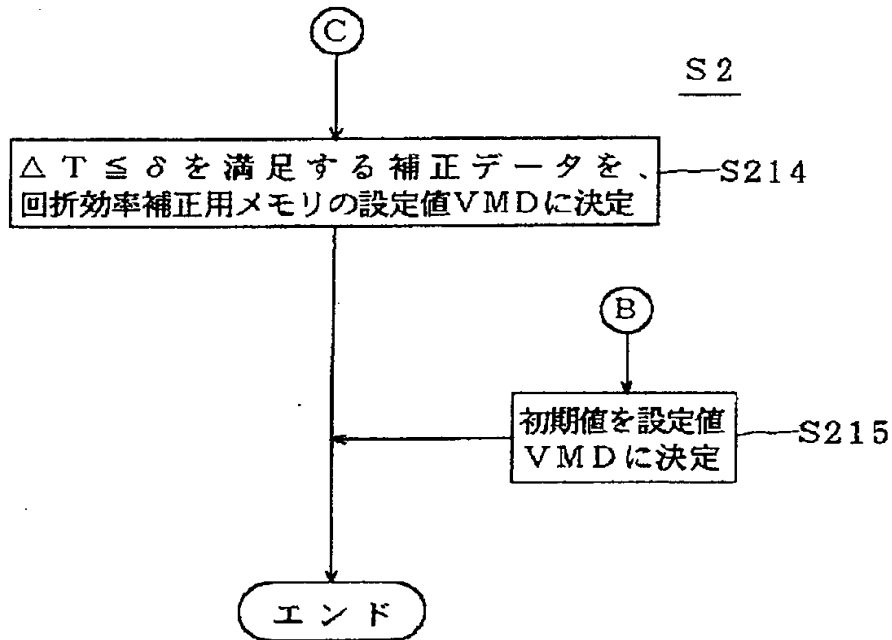 C
S2
△T≦δを満足する補正データを、
回折効率補正用メモリの設定値VMDに決定
S214
B
初期値を設定値
VMDに決定
S215
エンド